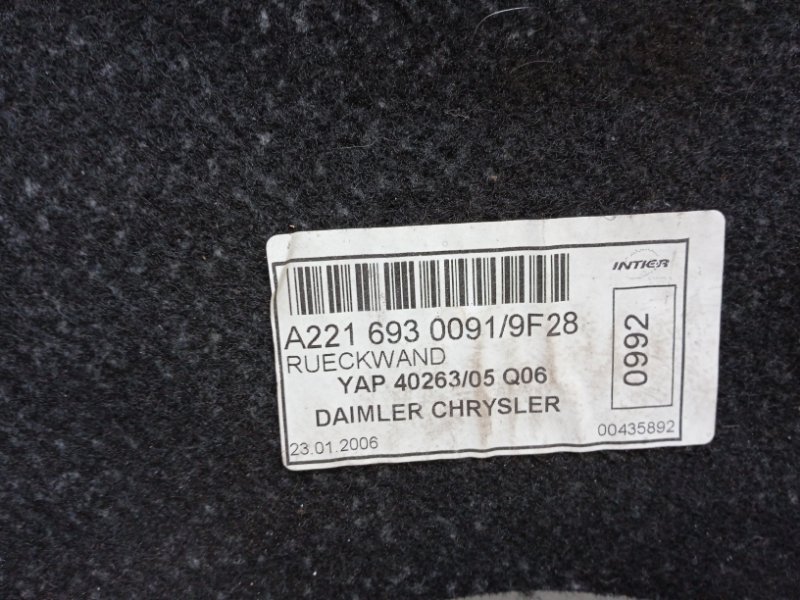 INTIER
A221 693 0091/9F28
RUECKWAND
YAP 40263/05 Q06
DAIMLER CHRYSLER
0992
23.01.2006
00435892